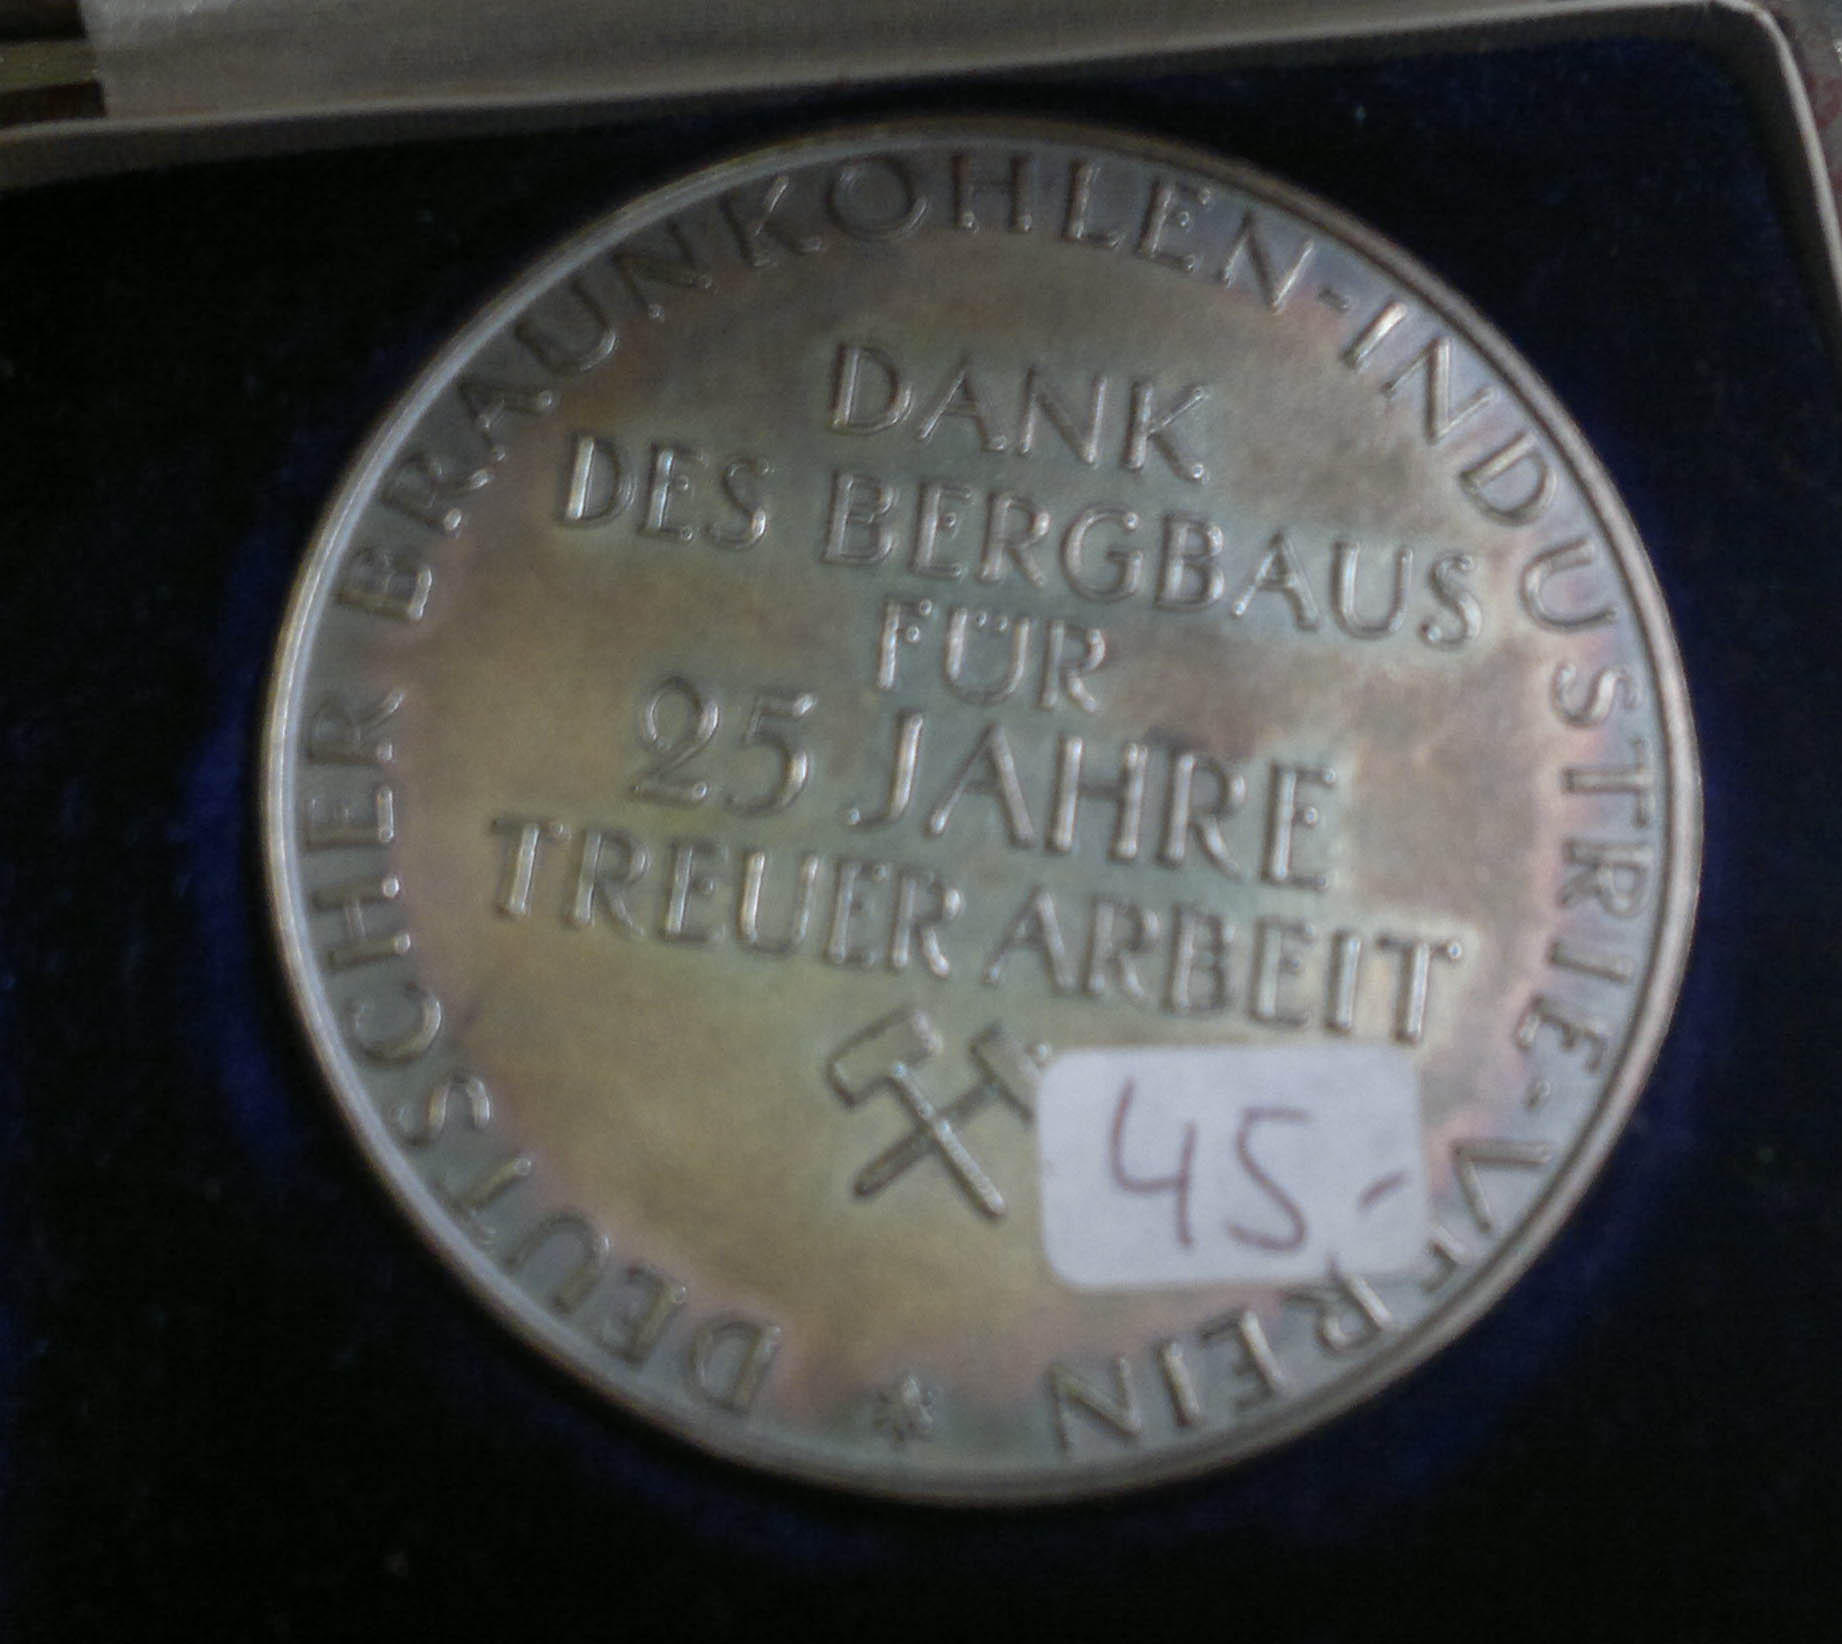 DEUTSCHER BRAUNKOHLEN-INDUSTRIE-VEREIN
DANK
DES BERGBAUS
FÜR
25 JAHRE
TREUER ARBEIT
45.-